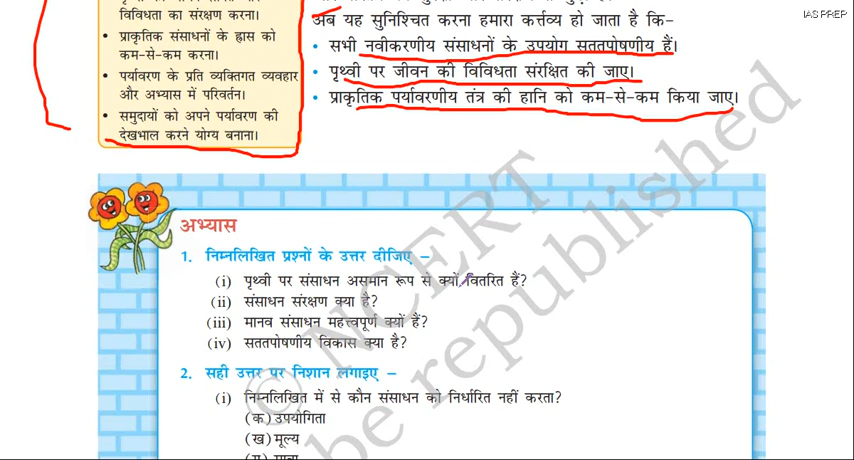 IAS PREP
विविधता का संरक्षण करना।
• प्राकृतिक संसाधनों के ह्रास को
कम-से-कम करना।
• पर्यावरण के प्रति व्यक्तिगत व्यवहार
और अभ्यास में परिवर्तन।
• समुदायों को अपने पर्यावरण की
देखभाल करने योग्य बनाना।
अब यह सुनिश्चित करना हमारा कर्त्तव्य हो जाता है कि–
• सभी नवीकरणीय संसाधनों के उपयोग सततपोषणीय हैं।
• पृथ्वी पर जीवन की विविधता संरक्षित की जाए।
• प्राकृतिक पर्यावरणीय तंत्र की हानि को कम-से-कम किया जाए।
अभ्यास
1. निम्नलिखित प्रश्नों के उत्तर दीजिए –
(i) पृथ्वी पर संसाधन असमान रूप से क्यों वितरित हैं?
(ii) संसाधन संरक्षण क्या है?
(iii) मानव संसाधन महत्त्वपूर्ण क्यों हैं?
(iv) सततपोषणीय विकास क्या है?
2. सही उत्तर पर निशान लगाइए –
(i) निम्नलिखित में से कौन संसाधन को निर्धारित नहीं करता?
(क) उपयोगिता
(ख) मूल्य
© NCERT
be republished